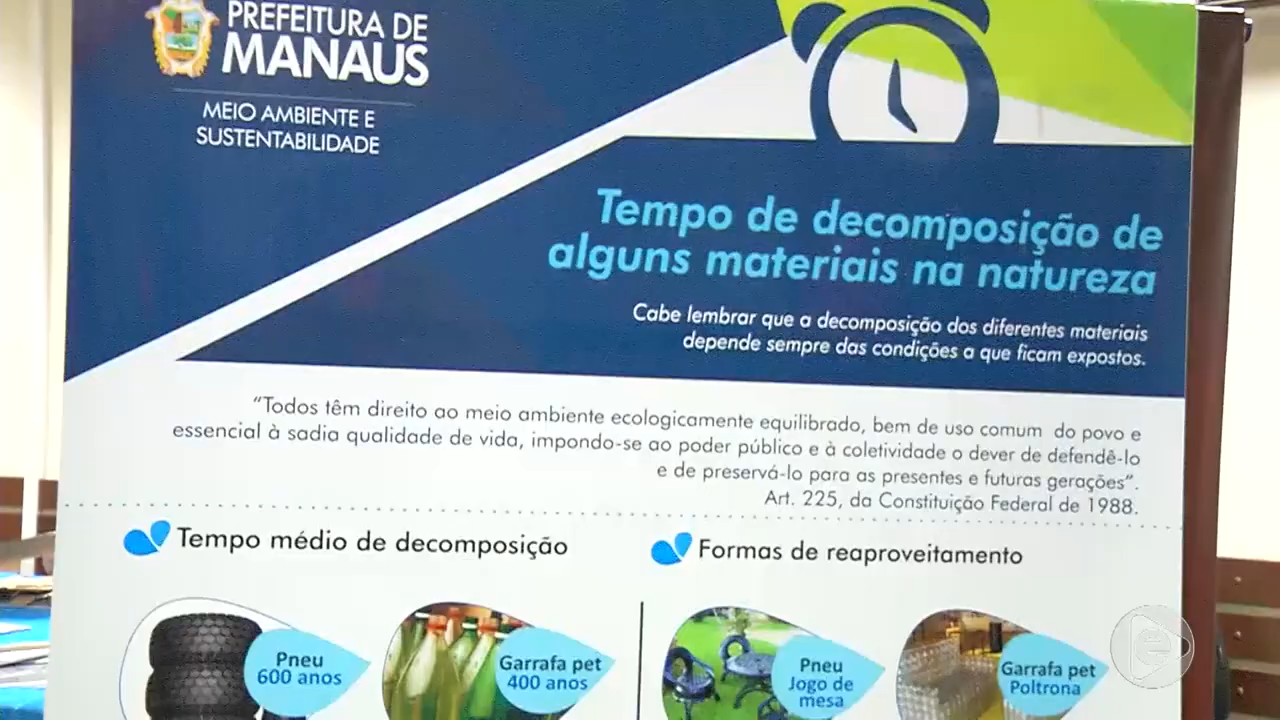 PREFEITURA DE
MANAUS
MEIO AMBIENTE E
SUSTENTABILIDADE
Tempo de decomposição de
alguns materiais na natureza
Cabe lembrar que a decomposição dos diferentes materiais
depende sempre das condições a que ficam expostos.
“Todos têm direito ao meio ambiente ecologicamente equilibrado, bem de uso comum do povo e
essencial à sadia qualidade de vida, impondo-se ao poder público e à coletividade o dever de defendê-lo
e de preservá-lo para as presentes e futuras gerações”.
Art. 225, da Constituição Federal de 1988.
Tempo médio de decomposição
Formas de reaproveitamento
Pneu
600 anos
Garrafa pet
400 anos
Pneu
Jogo de
mesa
Garrafa pet
Poltrona